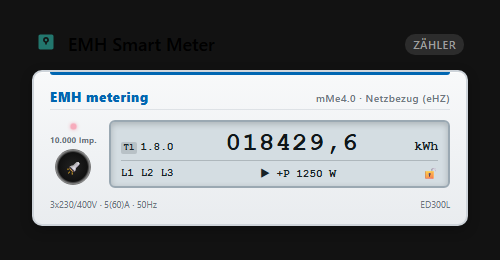 EMH Smart Meter
ZÄHLER
EMH metering
mMe4.0 · Netzbezug (eHZ)
10.000 Imp.
T1 1.8.0 018429,6 kWh
L1 L2 L3 ▶ +P 1250 W
3x230/400V · 5(60)A · 50Hz
ED300L